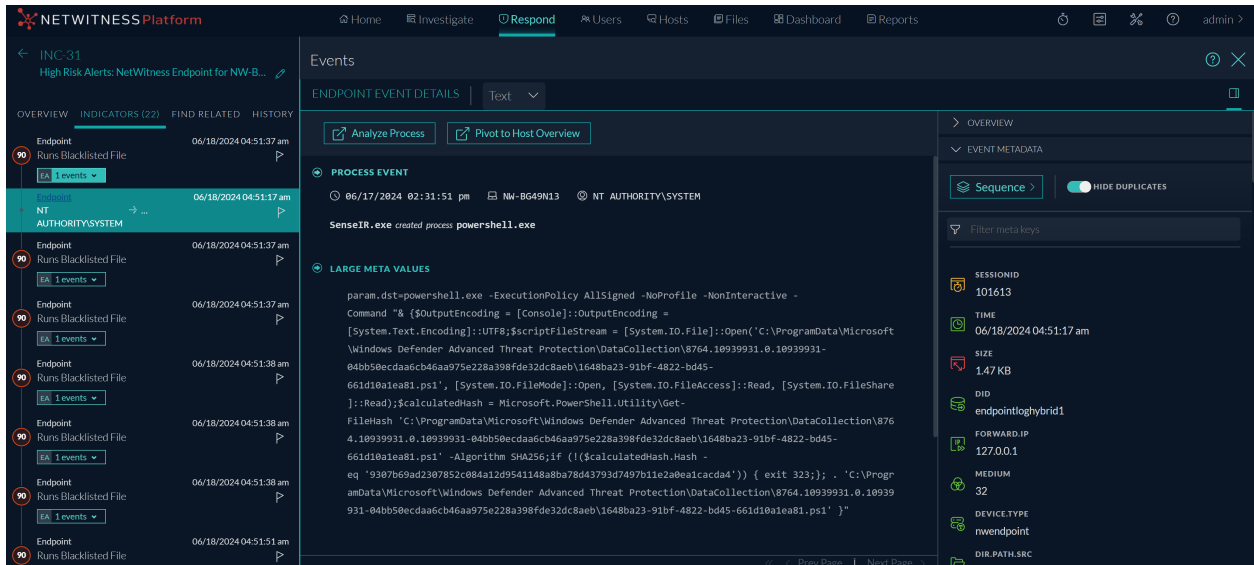 NETWITNESS Platform
Home Investigate Respond Users Hosts Files Dashboard Reports admin >
INC-31
High Risk Alerts: NetWitness Endpoint for NW-B...
OVERVIEW INDICATORS (22) FIND RELATED HISTORY
Endpoint 06/18/2024 04:51:37 am
90 Runs Blacklisted File
EA 1 events
Endpoint 06/18/2024 04:51:17 am
NT → ...
AUTHORITY\SYSTEM
Endpoint 06/18/2024 04:51:37 am
90 Runs Blacklisted File
EA 1 events
Endpoint 06/18/2024 04:51:37 am
90 Runs Blacklisted File
EA 1 events
Endpoint 06/18/2024 04:51:38 am
90 Runs Blacklisted File
EA 1 events
Endpoint 06/18/2024 04:51:38 am
90 Runs Blacklisted File
EA 1 events
Endpoint 06/18/2024 04:51:38 am
90 Runs Blacklisted File
EA 1 events
Endpoint 06/18/2024 04:51:51 am
90 Runs Blacklisted File
Events
ENDPOINT EVENT DETAILS Text
Analyze Process Pivot to Host Overview
PROCESS EVENT
06/17/2024 02:31:51 pm NW-BG49N13 NT AUTHORITY\SYSTEM
SenseIR.exe created process powershell.exe
LARGE META VALUES
param.dst=powershell.exe -ExecutionPolicy AllSigned -NoProfile -NonInteractive -
Command "& {$OutputEncoding = [Console]::OutputEncoding =
[System.Text.Encoding]::UTF8;$scriptFileStream = [System.IO.File]::Open('C:\ProgramData\Microsoft
\Windows Defender Advanced Threat Protection\DataCollection\8764.10939931.0.10939931-
04bb50ecdaa6cb46aa975e228a398fde32dc8aeb\1648ba23-91bf-4822-bd45-
661d10a1ea81.ps1', [System.IO.FileMode]::Open, [System.IO.FileAccess]::Read, [System.IO.FileShare
]::Read);$calculatedHash = Microsoft.PowerShell.Utility\Get-
FileHash 'C:\ProgramData\Microsoft\Windows Defender Advanced Threat Protection\DataCollection\876
4.10939931.0.10939931-04bb50ecdaa6cb46aa975e228a398fde32dc8aeb\1648ba23-91bf-4822-bd45-
661d10a1ea81.ps1' -Algorithm SHA256;if (!($calculatedHash.Hash -
eq '9307b69ad2307852c084a12d9541148a8ba78d43793d7497b11e2a0ea1cacda4')) { exit 323;}; . 'C:\Progr
amData\Microsoft\Windows Defender Advanced Threat Protection\DataCollection\8764.10939931.0.10939
931-04bb50ecdaa6cb46aa975e228a398fde32dc8aeb\1648ba23-91bf-4822-bd45-661d10a1ea81.ps1' }"
Prev Page | Next Page
OVERVIEW
EVENT METADATA
Sequence > HIDE DUPLICATES
Filter meta keys
SESSIONID
101613
TIME
06/18/2024 04:51:17 am
SIZE
1.47 KB
DID
endpointloghybrid1
FORWARD.IP
127.0.0.1
MEDIUM
32
DEVICE.TYPE
nwendpoint
DIR.PATH.SRC